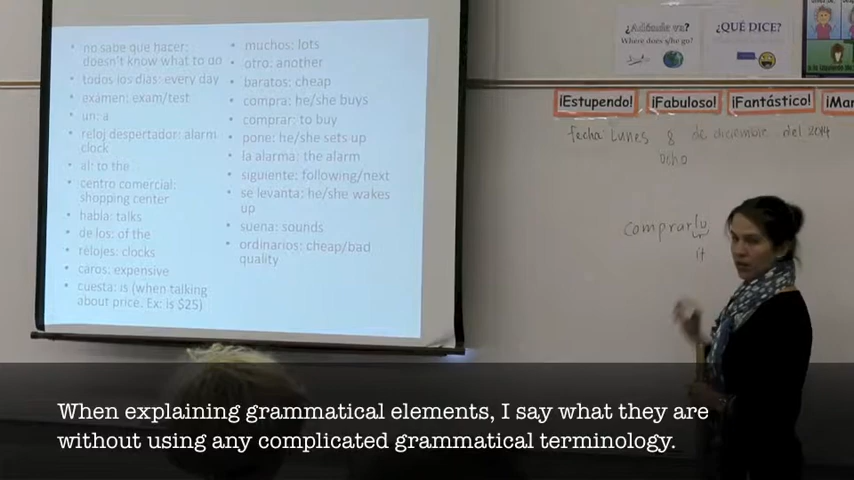 no sabe que hacer:
doesn't know what to do
todos los dias: every day
examen: exam/test
un: a
reloj despertador: alarm
clock
al: to the
centro comercial:
shopping center
habla: talks
de los: of the
relojes: clocks
caros: expensive
cuesta: is (when talking
about price. Ex: is $25)
muchos: lots
otro: another
baratos: cheap
compra: he/she buys
comprar: to buy
pone: he/she sets up
la alarma: the alarm
siguiente: following/next
se levanta: he/she wakes
up
suena: sounds
ordinarios: cheap/bad
quality
¿Adónde va?
Where does s/he go?
¿QUÉ DICE?
a la izquierda de
¡Estupendo!
¡Fabuloso!
¡Fantástico!
¡Mar
fecha Lunes 8 de diciembre del 2014
ocho
comprarlo
it
When explaining grammatical elements, I say what they are
without using any complicated grammatical terminology.